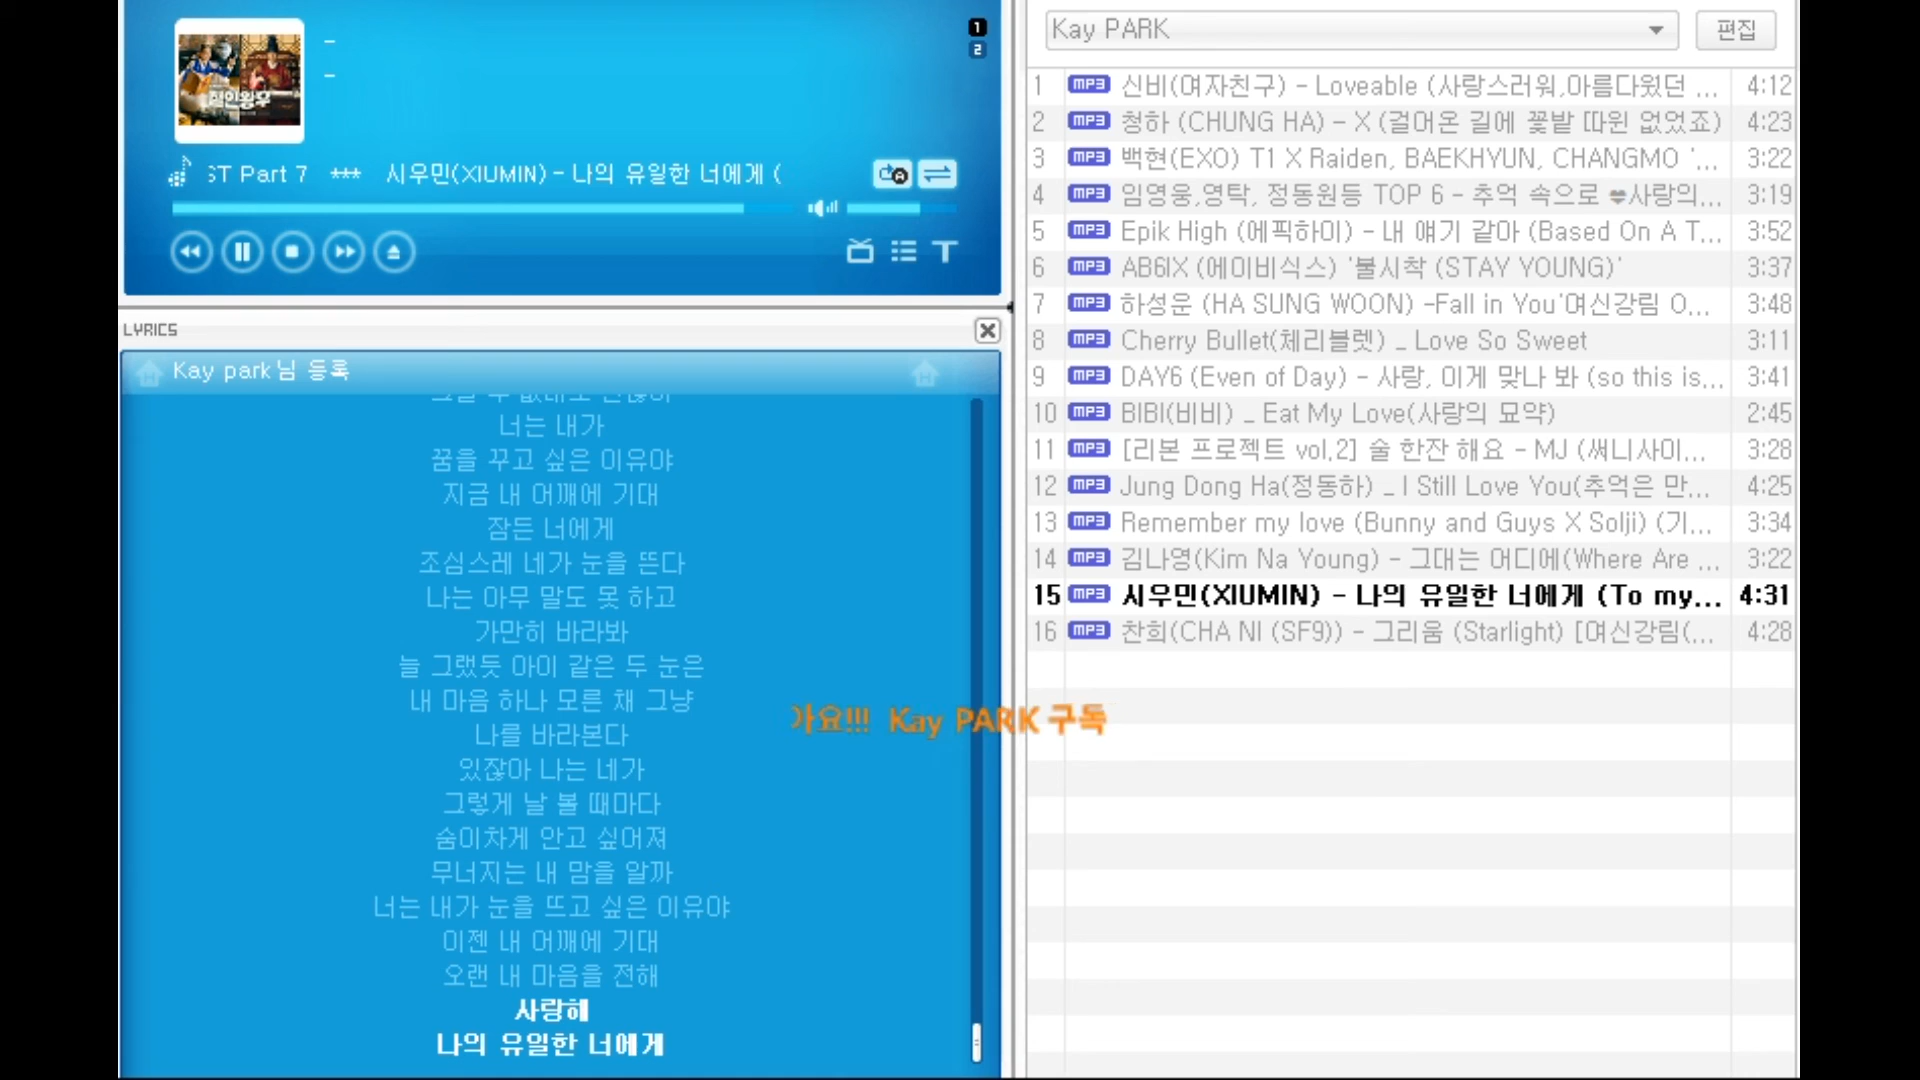 철인왕후
-
-
1
2
ST Part 7 *** 시우민(XIUMIN) - 나의 유일한 너에게 (
LYRICS
Kay park님 등록
너는 내가
꿈을 꾸고 싶은 이유야
지금 내 어깨에 기대
잠든 너에게
조심스레 네가 눈을 뜬다
나는 아무 말도 못 하고
가만히 바라봐
늘 그랬듯 아이 같은 두 눈은
내 마음 하나 모른 채 그냥
나를 바라본다
있잖아 나는 네가
그렇게 날 볼 때마다
숨이차게 안고 싶어져
무너지는 내 맘을 알까
너는 내가 눈을 뜨고 싶은 이유야
이젠 내 어깨에 기대
오랜 내 마음을 전해
사랑해
나의 유일한 너에게
가요!!! Kay PARK 구독
Kay PARK
편집
1 MP3 신비(여자친구) - Loveable (사랑스러워,아름다웠던 ... 4:12
2 MP3 청하 (CHUNG HA) - X (걸어온 길에 꽃밭 따윈 없었죠) 4:23
3 MP3 백현(EXO) T1 X Raiden, BAEKHYUN, CHANGMO '... 3:22
4 MP3 임영웅,영탁, 정동원등 TOP 6 - 추억 속으로 ❤사랑의... 3:19
5 MP3 Epik High (에픽하이) - 내 얘기 같아 (Based On A T... 3:52
6 MP3 AB6IX (에이비식스) '불시착 (STAY YOUNG)' 3:37
7 MP3 하성운 (HA SUNG WOON) -Fall in You'여신강림 O... 3:48
8 MP3 Cherry Bullet(체리블렛) _ Love So Sweet 3:11
9 MP3 DAY6 (Even of Day) - 사랑, 이게 맞나 봐 (so this is... 3:41
10 MP3 BIBI(비비) _ Eat My Love(사랑의 묘약) 2:45
11 MP3 [리본 프로젝트 vol.2] 술 한잔 해요 - MJ (써니사이... 3:28
12 MP3 Jung Dong Ha(정동하) _ I Still Love You(추억은 만... 4:25
13 MP3 Remember my love (Bunny and Guys X Solji) (기... 3:34
14 MP3 김나영(Kim Na Young) - 그대는 어디에(Where Are ... 3:22
15 MP3 시우민(XIUMIN) - 나의 유일한 너에게 (To my... 4:31
16 MP3 찬희(CHA NI (SF9)) - 그리움 (Starlight) [여신강림(... 4:28